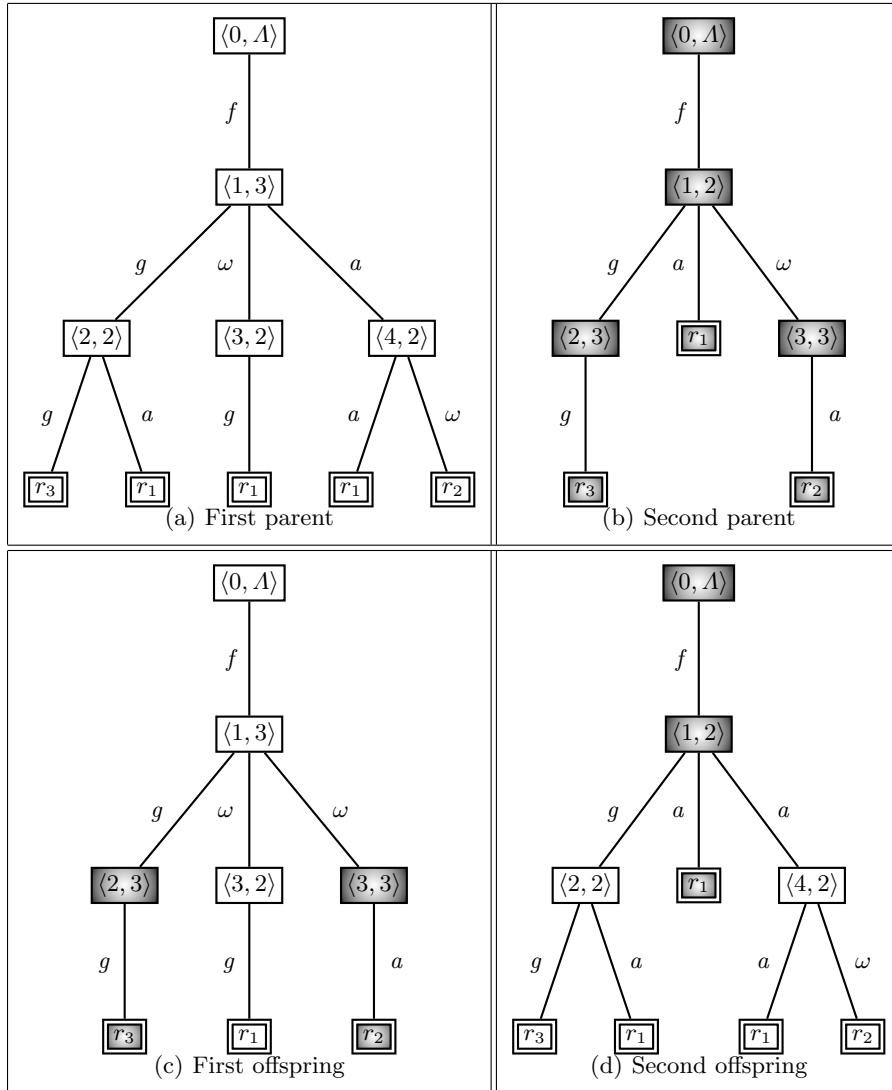 ⟨0, Λ⟩
f
⟨1, 3⟩
g ω a
⟨2, 2⟩ ⟨3, 2⟩ ⟨4, 2⟩
g a g a ω
r₃ r₁ r₁ r₁ r₂
(a) First parent
⟨0, Λ⟩
f
⟨1, 2⟩
g a ω
⟨2, 3⟩ r₁ ⟨3, 3⟩
g a
r₃ r₂
(b) Second parent
⟨0, Λ⟩
f
⟨1, 3⟩
g ω ω
⟨2, 3⟩ ⟨3, 2⟩ ⟨3, 3⟩
g g a
r₃ r₁ r₂
(c) First offspring
⟨0, Λ⟩
f
⟨1, 2⟩
g a a
⟨2, 2⟩ r₁ ⟨4, 2⟩
g a a ω
r₃ r₁ r₁ r₂
(d) Second offspring